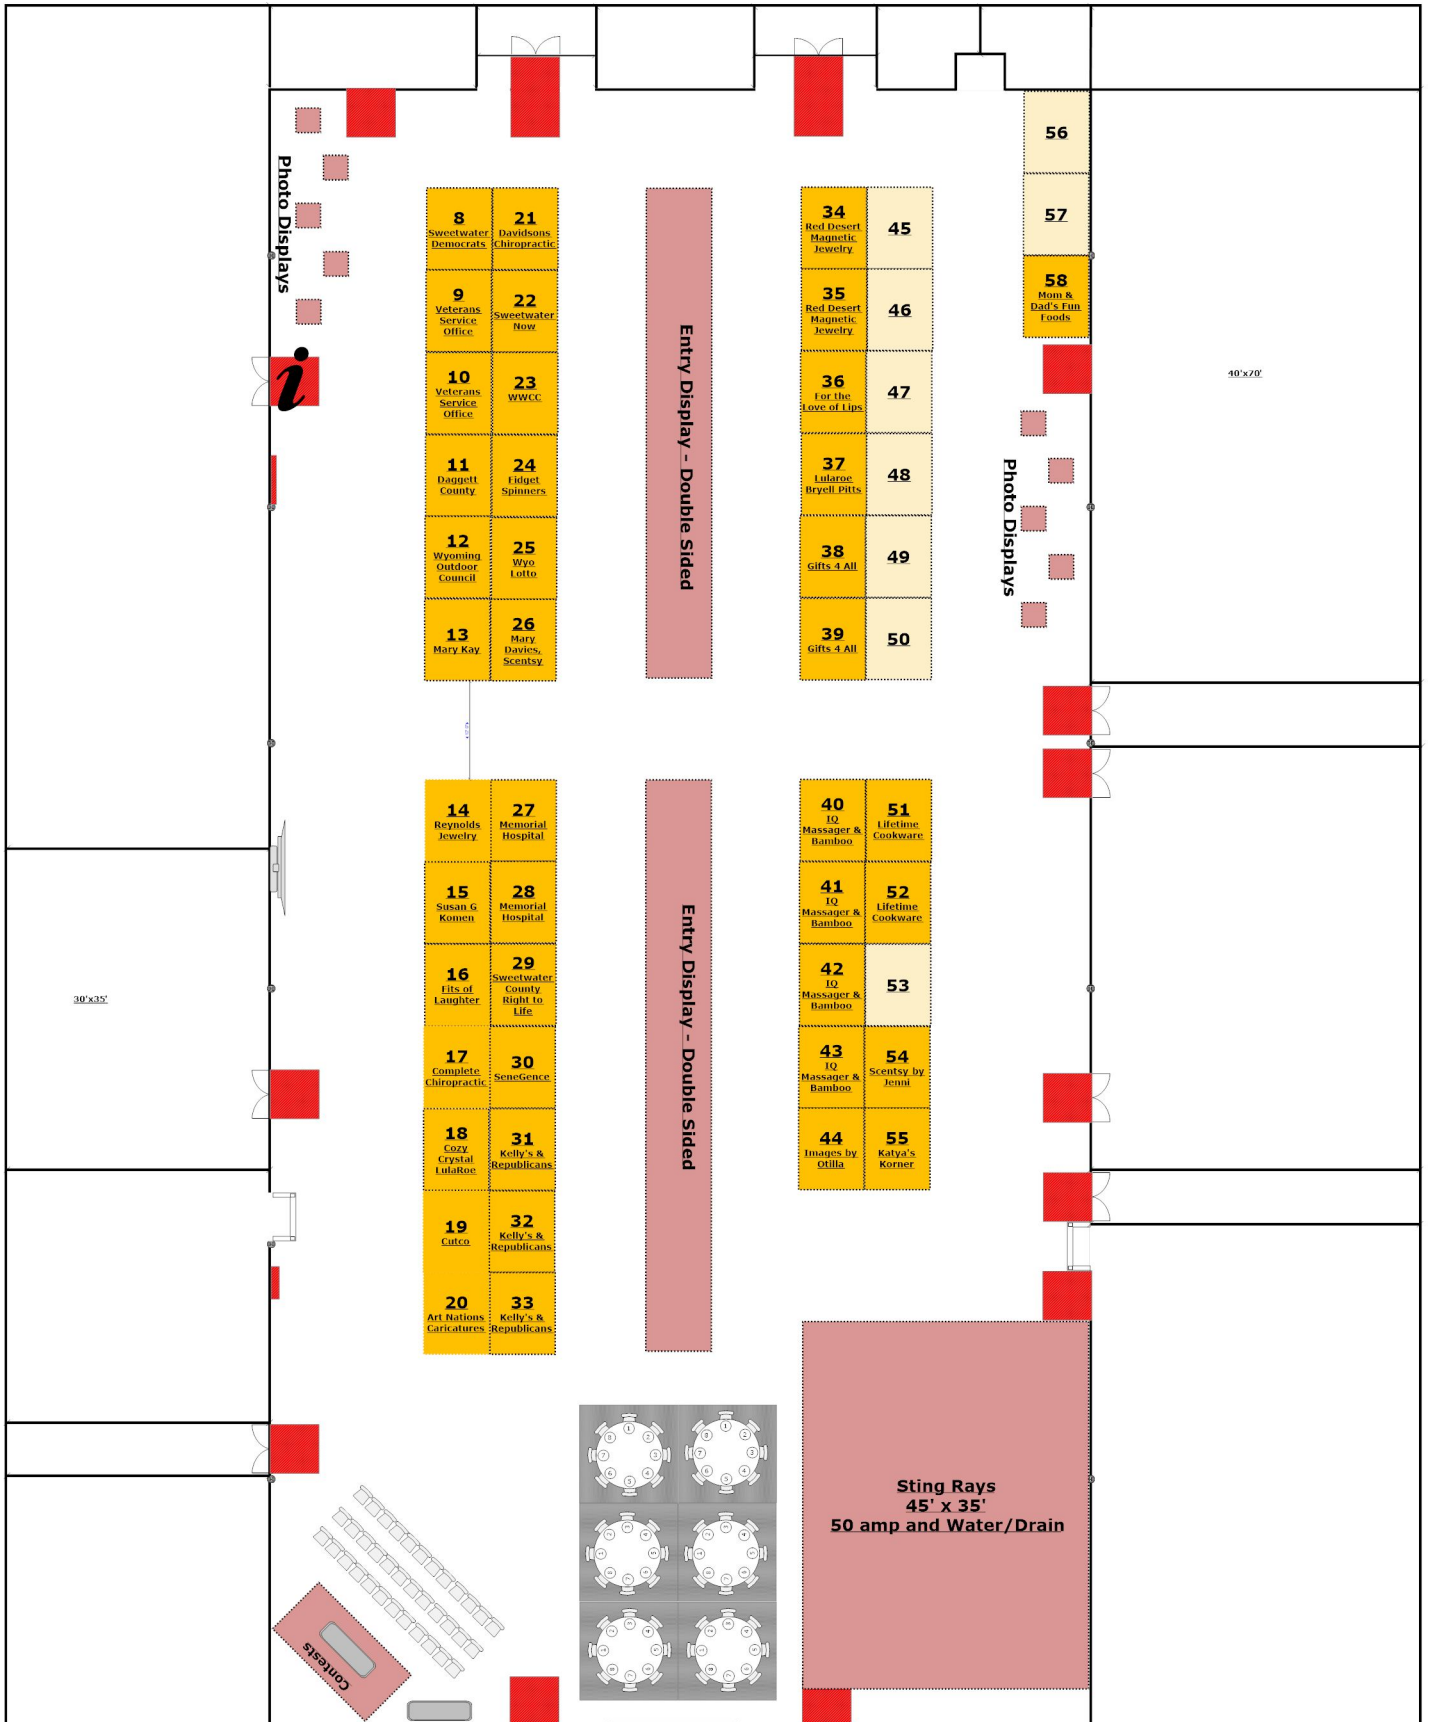 Photo Displays
8
Sweetwater
Democrats
21
Davidsons
Chiropractic
9
Veterans
Service
Office
22
Sweetwater
Now
10
Veterans
Service
Office
23
WWCC
11
Daggett
County
24
Fidget
Spinners
12
Wyoming
Outdoor
Council
25
Wyo
Lotto
13
Mary Kay
26
Mary
Davies,
Scentsy
Entry Display - Double Sided
34
Red Desert
Magnetic
Jewelry
45
35
Red Desert
Magnetic
Jewelry
46
36
For the
Love of Lips
47
37
Lularoe
Bryell Pitts
48
38
Gifts 4 All
49
39
Gifts 4 All
50
56
57
58
Mom &
Dad's Fun
Foods
Photo Displays
40'x70'
i
14
Reynolds
Jewelry
27
Memorial
Hospital
15
Susan G
Komen
28
Memorial
Hospital
16
Fits of
Laughter
29
Sweetwater
County
Right to
Life
17
Complete
Chiropractic
30
SeneGence
18
Cozy
Crystal
LulaRoe
31
Kelly's &
Republicans
19
Cutco
32
Kelly's &
Republicans
20
Art Nations
Caricatures
33
Kelly's &
Republicans
Entry Display - Double Sided
40
IQ
Massager &
Bamboo
51
Lifetime
Cookware
41
IQ
Massager &
Bamboo
52
Lifetime
Cookware
42
IQ
Massager &
Bamboo
53
43
IQ
Massager &
Bamboo
54
Scentsy by
Jenni
44
Images by
Otilla
55
Katya's
Korner
30'x35'
Sting Rays
45' x 35'
50 amp and Water/Drain
Contests